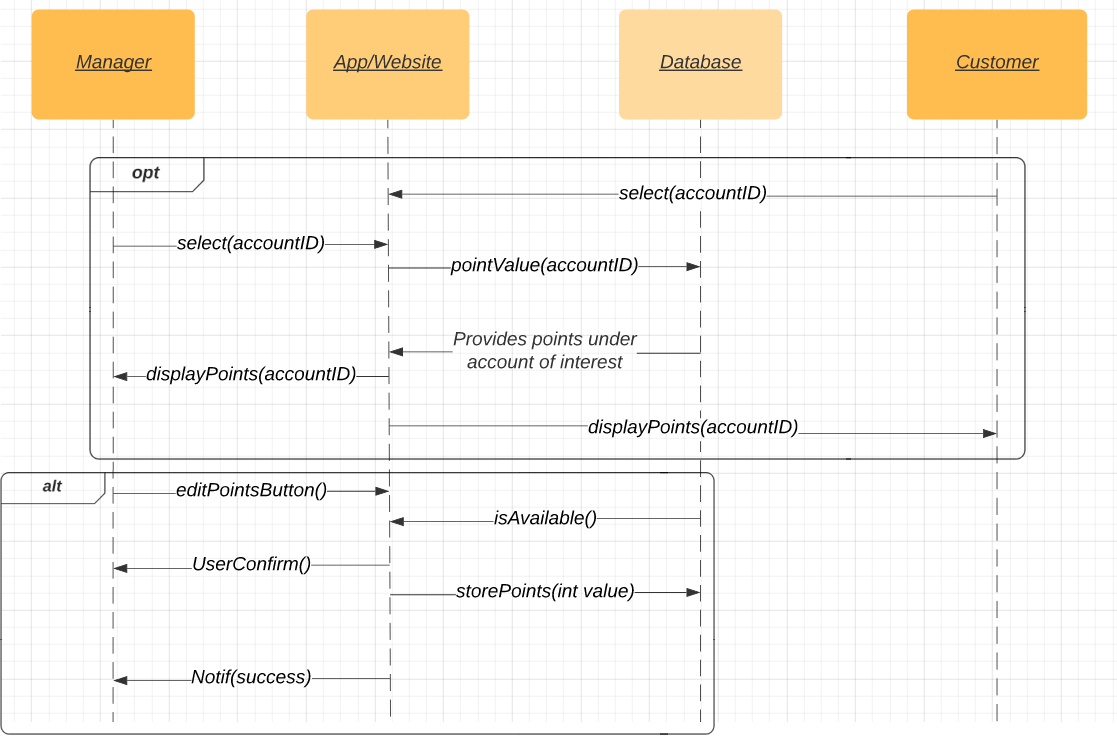 Manager
App/Website
Database
Customer
opt
select(accountID)
select(accountID)
pointValue(accountID)
Provides points under
account of interest
displayPoints(accountID)
displayPoints(accountID)
alt
editPointsButton()
isAvailable()
UserConfirm()
storePoints(int value)
Notif(success)